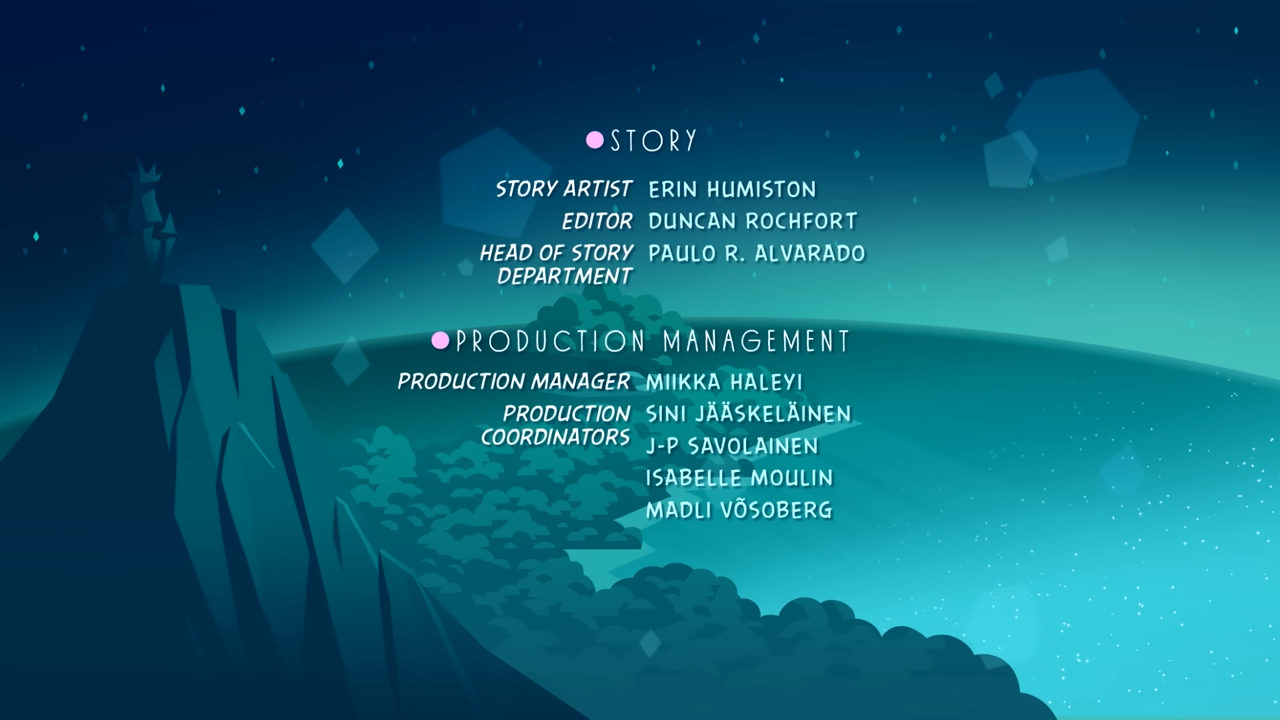 STORY
STORY ARTIST ERIN HUMISTON
EDITOR DUNCAN ROCHFORT
HEAD OF STORY PAULO R. ALVARADO
DEPARTMENT
PRODUCTION MANAGEMENT
PRODUCTION MANAGER MIIKKA HALEYI
PRODUCTION SINI JÄÄSKELÄINEN
COORDINATORS
J-P SAVOLAINEN
ISABELLE MOULIN
MADLI VÕSOBERG